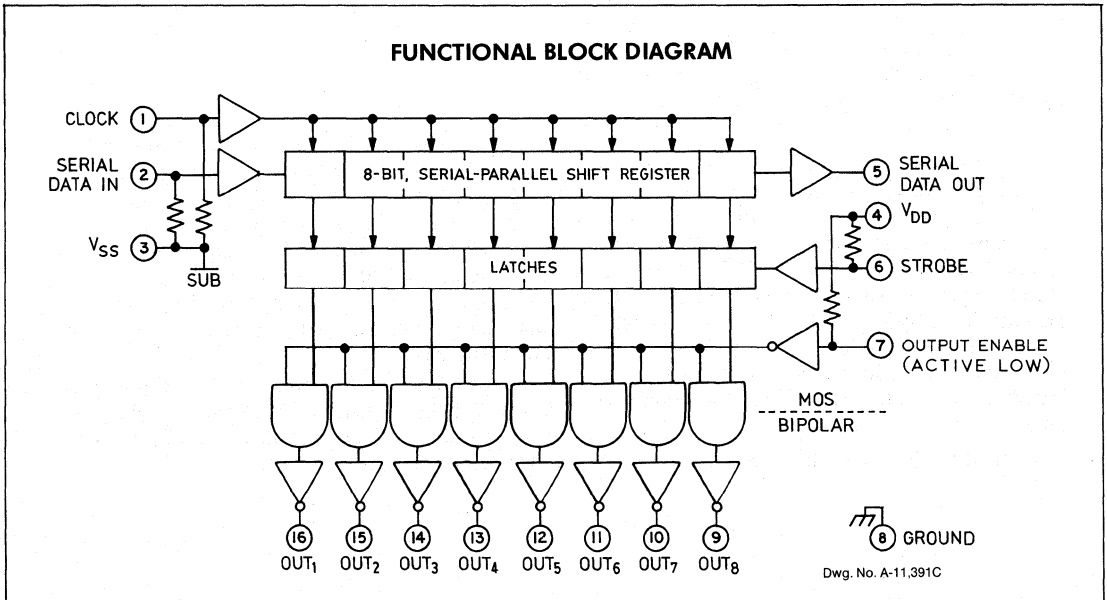 FUNCTIONAL BLOCK DIAGRAM
CLOCK 1
SERIAL
DATA IN 2
VSS 3
SUB
8-BIT, SERIAL-PARALLEL SHIFT REGISTER
5 SERIAL
DATA OUT
4 VDD
LATCHES
6 STROBE
7 OUTPUT ENABLE
(ACTIVE LOW)
MOS
BIPOLAR
16 15 14 13 12 11 10 9
OUT1 OUT2 OUT3 OUT4 OUT5 OUT6 OUT7 OUT8
8 GROUND
Dwg. No. A-11,391C